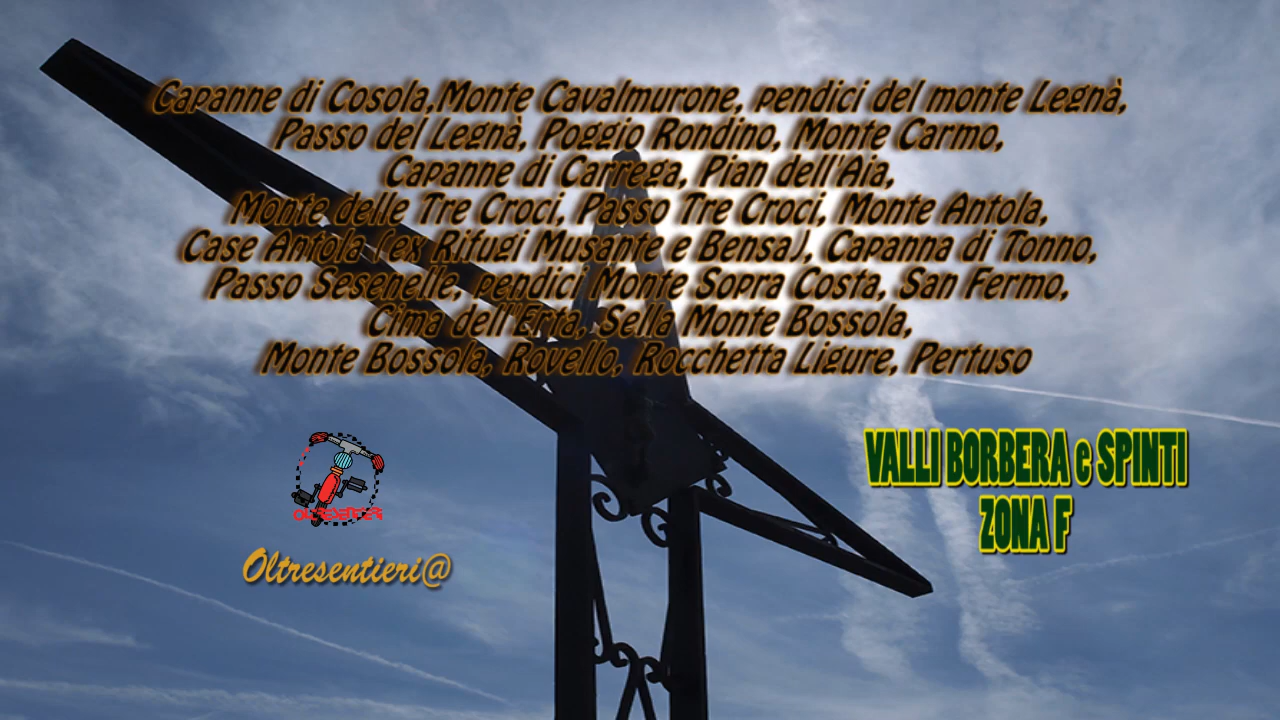 Capanne di Cosola,Monte Cavalmurone, pendici del monte Legnà,
Passo del Legnà, Poggio Rondino, Monte Carmo,
Capanne di Carrega, Pian dell'Aia,
Monte delle Tre Croci, Passo Tre Croci, Monte Antola,
Case Antola (ex Rifugi Musante e Bensa), Capanna di Tonno,
Passo Sesenelle, pendici Monte Sopra Costa, San Fermo,
Cima dell'Erta, Sella Monte Bossola,
Monte Bossola, Rovello, Rocchetta Ligure, Pertuso
VALLI BORBERA e SPINTI
ZONA F
OLTRESENTIERI
Oltresentieri@